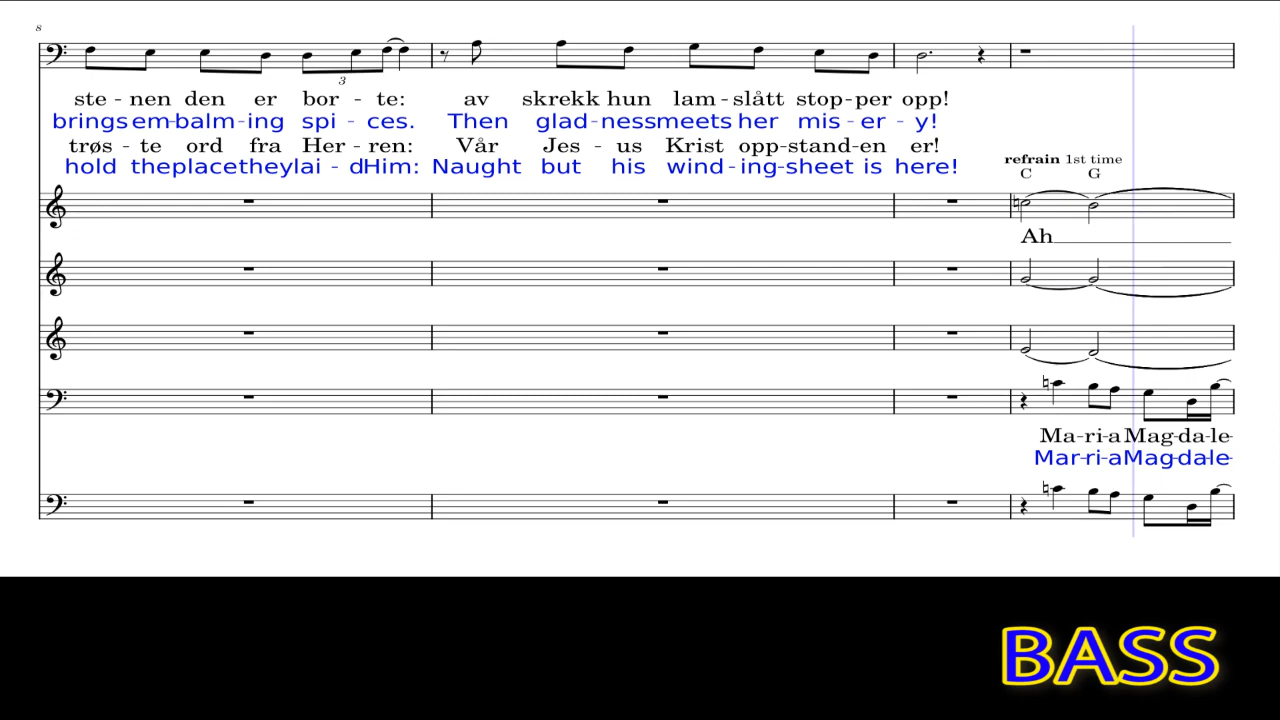 8
ste - nen den er bor - te: av skrekk hun lam - slått stop - per opp!
3
brings em - balm - ing spi - ces. Then glad - ness meets her mis - er - y!
trøs - te ord fra Her - ren: Vår Jes - us Krist opp - stand - en er!
hold the place they lai - d Him: Naught but his wind - ing - sheet is here!
refrain 1st time
C G
Ah
Ma - ri - a Mag - da - le -
Mar - ri - a Mag - da - le -
BASS